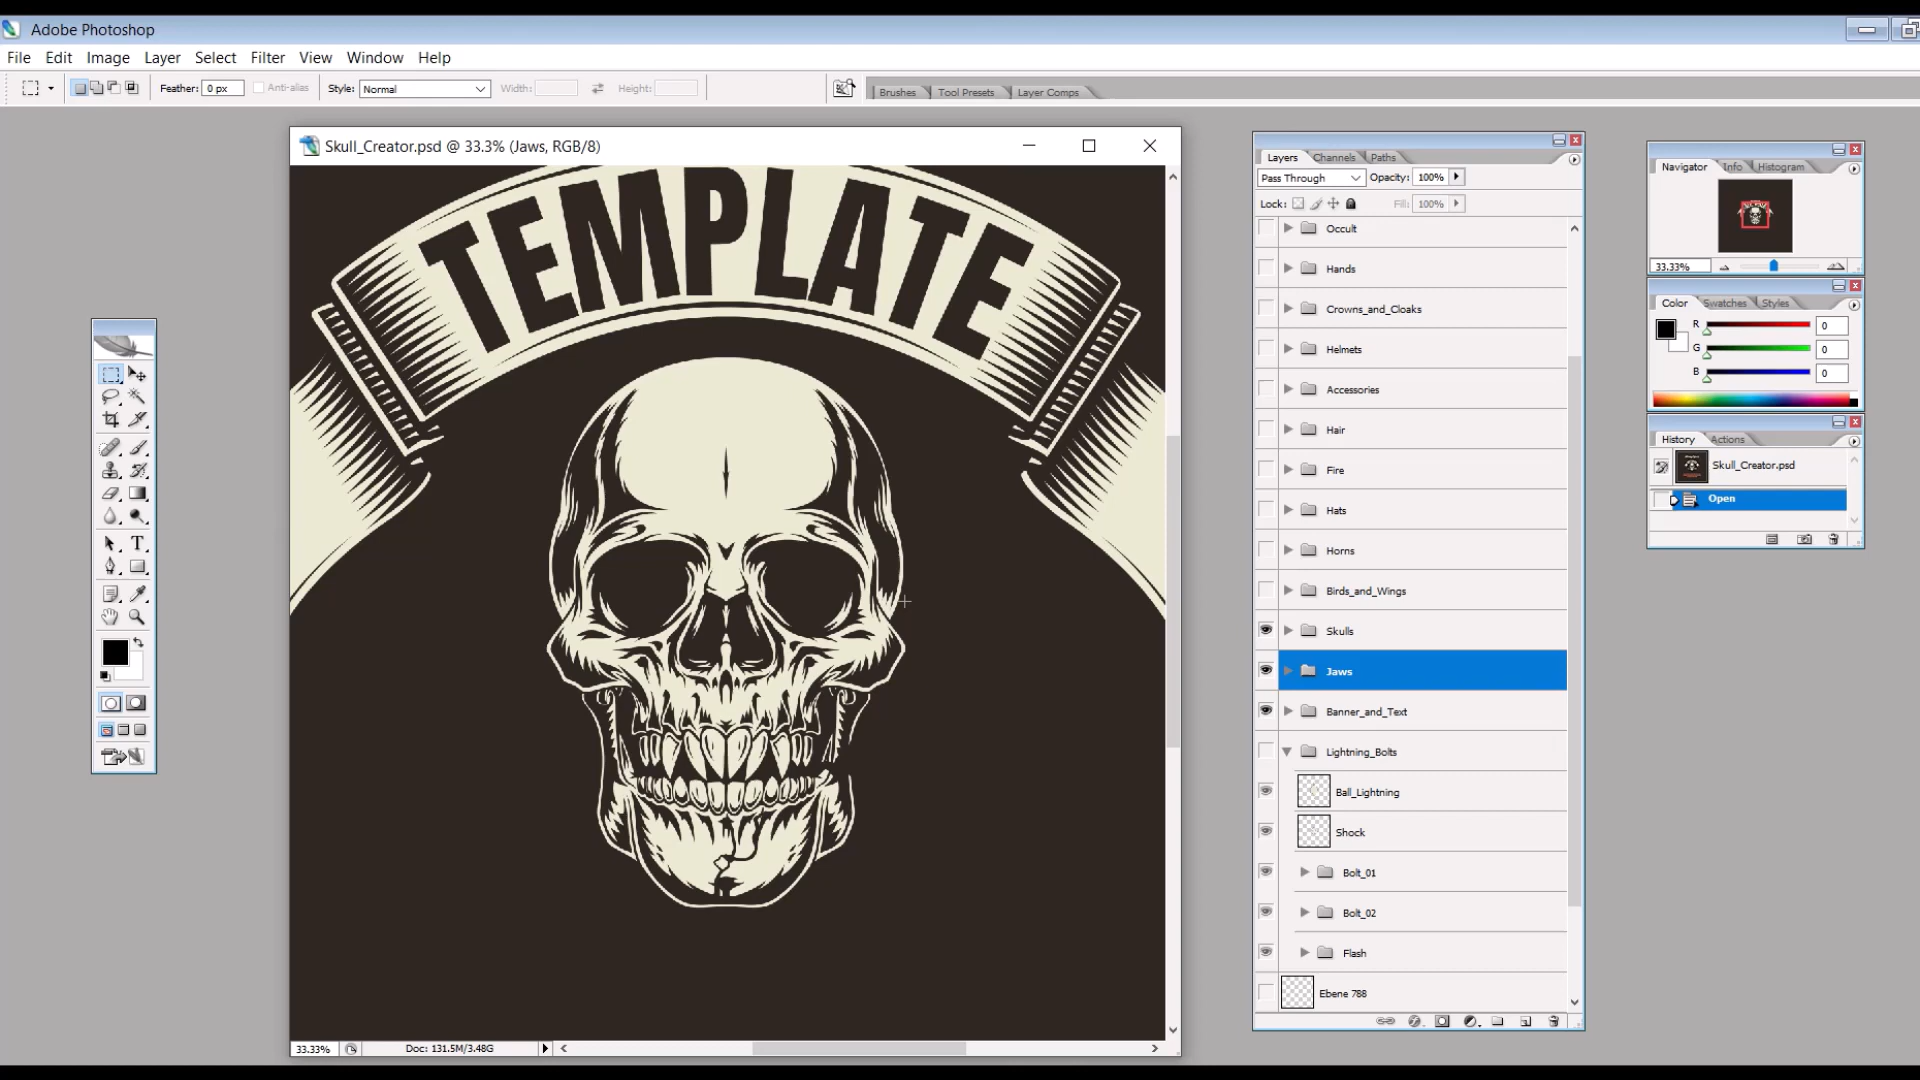 Adobe Photoshop
File Edit Image Layer Select Filter View Window Help
Feather: 0 px Anti-alias Style: Normal Width: Height: Brushes Tool Presets Layer Comps
Skull_Creator.psd @ 33.3% (Jaws, RGB/8)
TEMPLATE
33.33% Doc: 131.5M/3.48G
Layers Channels Paths
Pass Through Opacity: 100%
Lock: Fill: 100%
Occult
Hands
Crowns_and_Cloaks
Helmets
Accessories
Hair
Fire
Hats
Horns
Birds_and_Wings
Skulls
Jaws
Banner_and_Text
Lightning_Bolts
Ball_Lightning
Shock
Bolt_01
Bolt_02
Flash
Ebene 788
Navigator Info Histogram
33.33%
Color Swatches Styles
R 0
G 0
B 0
History Actions
Skull_Creator.psd
Open